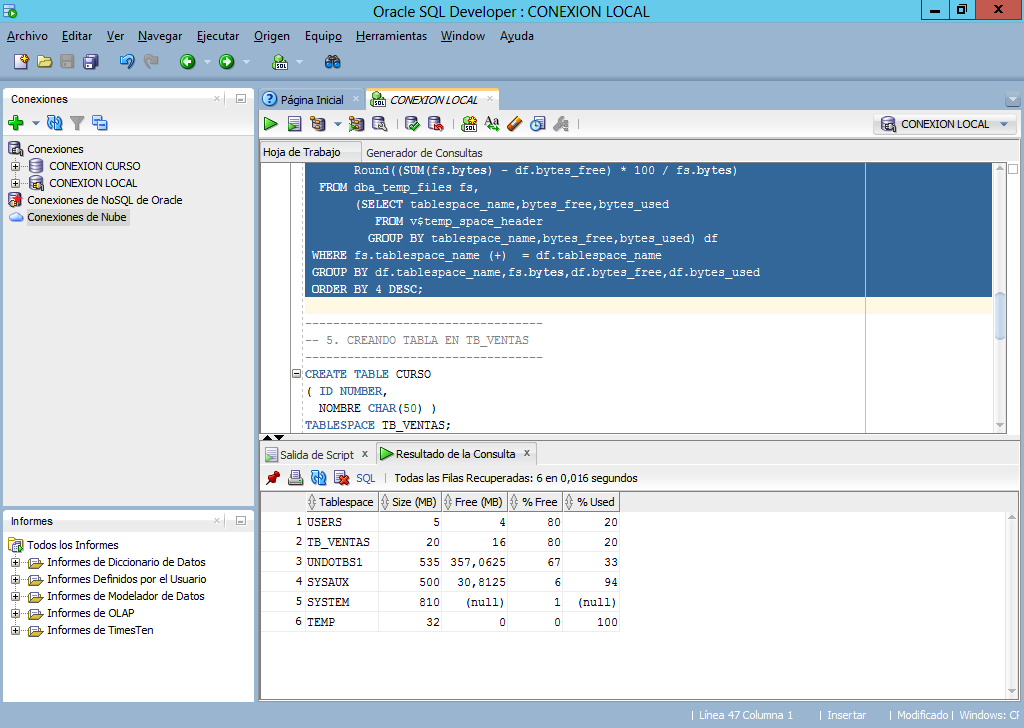 Oracle SQL Developer : CONEXION LOCAL
Archivo Editar Ver Navegar Ejecutar Origen Equipo Herramientas Window Ayuda
Conexiones
Conexiones
CONEXION CURSO
CONEXION LOCAL
Conexiones de NoSQL de Oracle
Conexiones de Nube
Informes
Todos los Informes
Informes de Diccionario de Datos
Informes Definidos por el Usuario
Informes de Modelador de Datos
Informes de OLAP
Informes de TimesTen
Página Inicial CONEXION LOCAL
CONEXION LOCAL
Hoja de Trabajo Generador de Consultas
Round((SUM(fs.bytes) - df.bytes_free) * 100 / fs.bytes)
FROM dba_temp_files fs,
(SELECT tablespace_name,bytes_free,bytes_used
FROM v$temp_space_header
GROUP BY tablespace_name,bytes_free,bytes_used) df
WHERE fs.tablespace_name (+) = df.tablespace_name
GROUP BY df.tablespace_name,fs.bytes,df.bytes_free,df.bytes_used
ORDER BY 4 DESC;
----------------------------------
-- 5. CREANDO TABLA EN TB_VENTAS
----------------------------------
CREATE TABLE CURSO
( ID NUMBER,
NOMBRE CHAR(50) )
TABLESPACE TB_VENTAS;
Salida de Script x Resultado de la Consulta x
SQL | Todas las Filas Recuperadas: 6 en 0,016 segundos
Tablespace Size (MB) Free (MB) % Free % Used
1 USERS 5 4 80 20
2 TB_VENTAS 20 16 80 20
3 UNDOTBS1 535 357,0625 67 33
4 SYSAUX 500 30,8125 6 94
5 SYSTEM 810 (null) 1 (null)
6 TEMP 32 0 0 100
| Línea 47 Columna 1 | Insertar | Modificado | Windows: CF